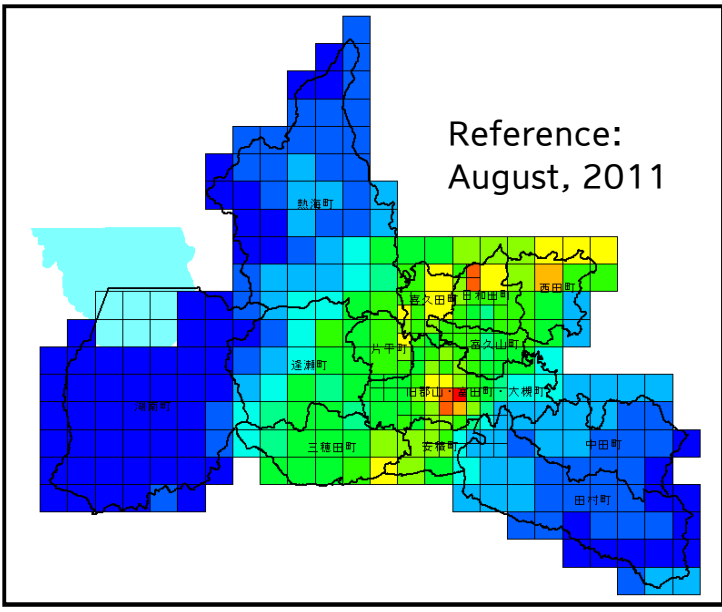 Reference:
August, 2011
熱海町
西田町
喜久田町
日和田町
富久山町
片平町
逢瀬町
旧郡山・富田町・大槻町
湖南町
三穂田町
安積町
中田町
田村町